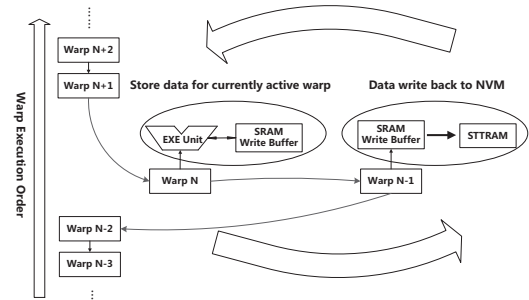 Warp N+2
Warp N+1
Store data for currently active warp
Data write back to NVM
EXE Unit
SRAM
Write Buffer
SRAM
Write Buffer
STTRAM
Warp N
Warp N-1
Warp N-2
Warp N-3
Warp Execution Order